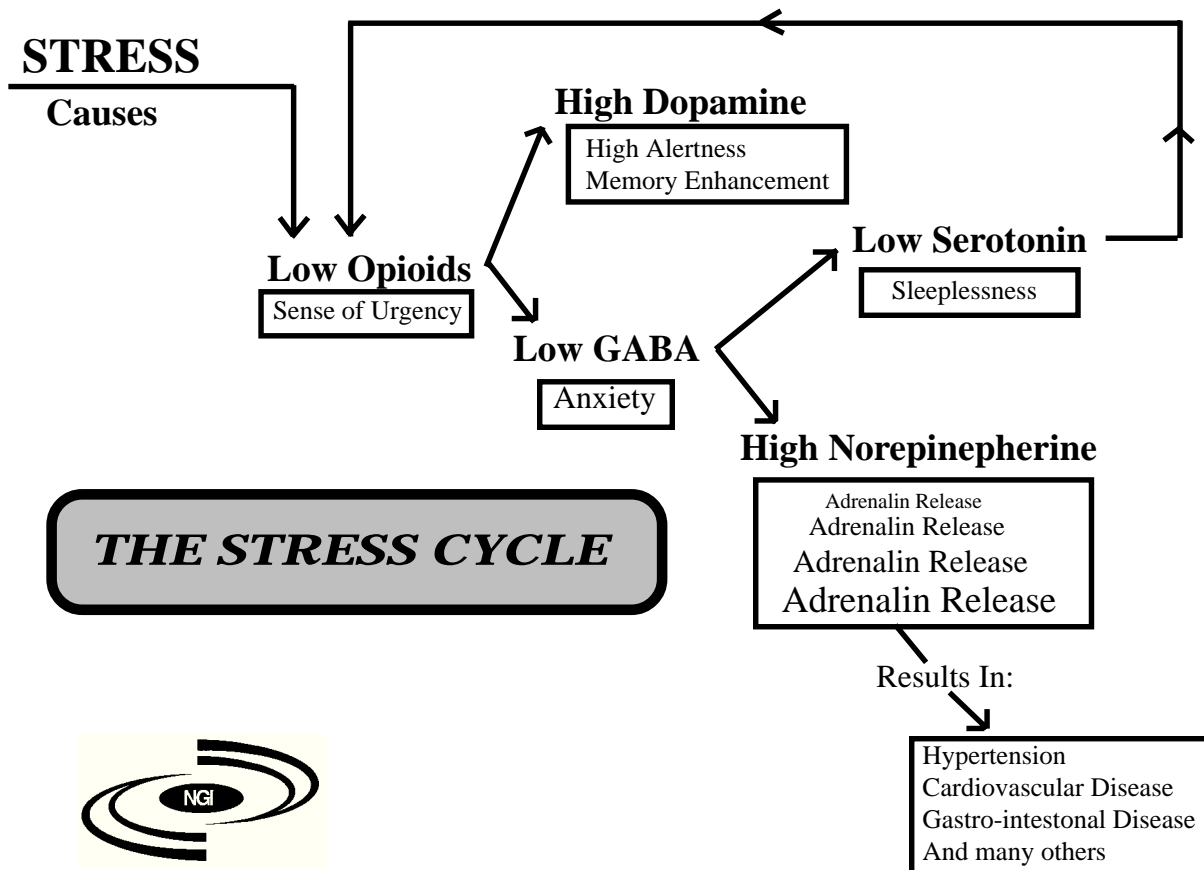 STRESS
Causes
High Dopamine
High Alertness
Memory Enhancement
Low Opioids
Sense of Urgency
Low Serotonin
Sleeplessness
Low GABA
Anxiety
High Norepinepherine
Adrenalin Release
Adrenalin Release
Adrenalin Release
Adrenalin Release
THE STRESS CYCLE
Results In:
Hypertension
Cardiovascular Disease
Gastro-intestonal Disease
And many others
NGI